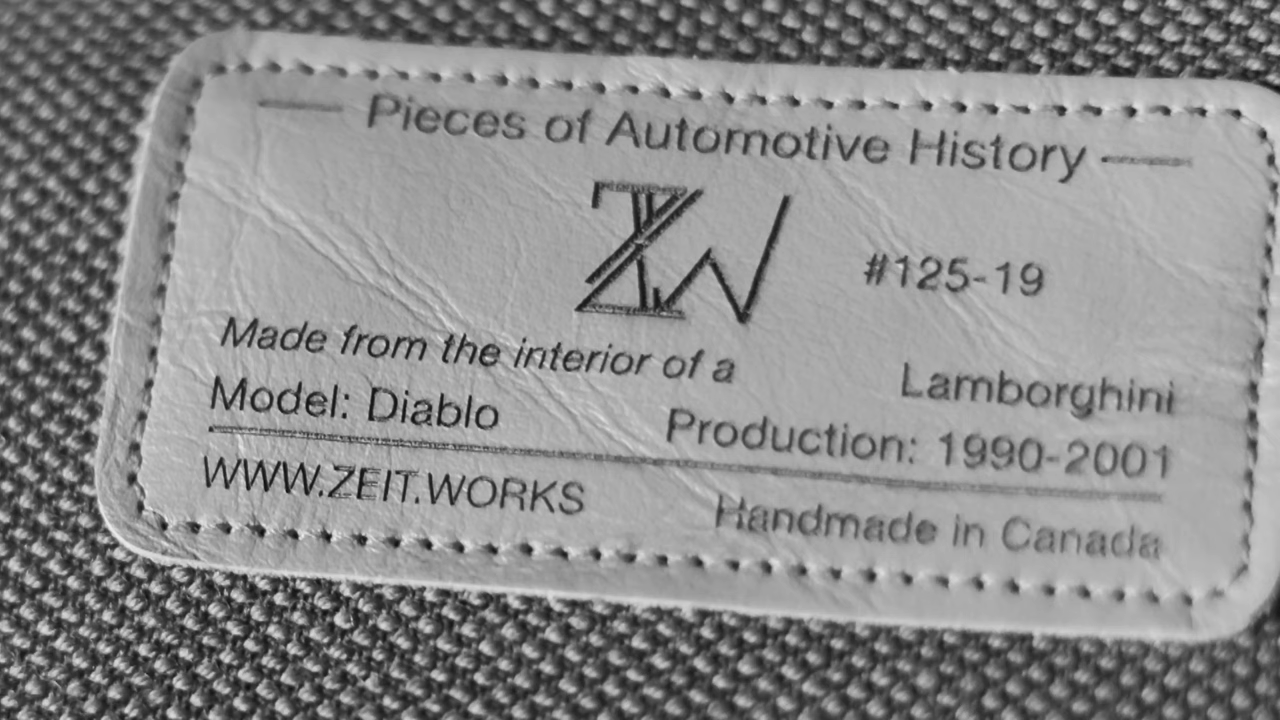 Pieces of Automotive History
ZW
#125-19
Made from the interior of a Lamborghini
Model: Diablo Production: 1990-2001
WWW.ZEIT.WORKS Handmade in Canada